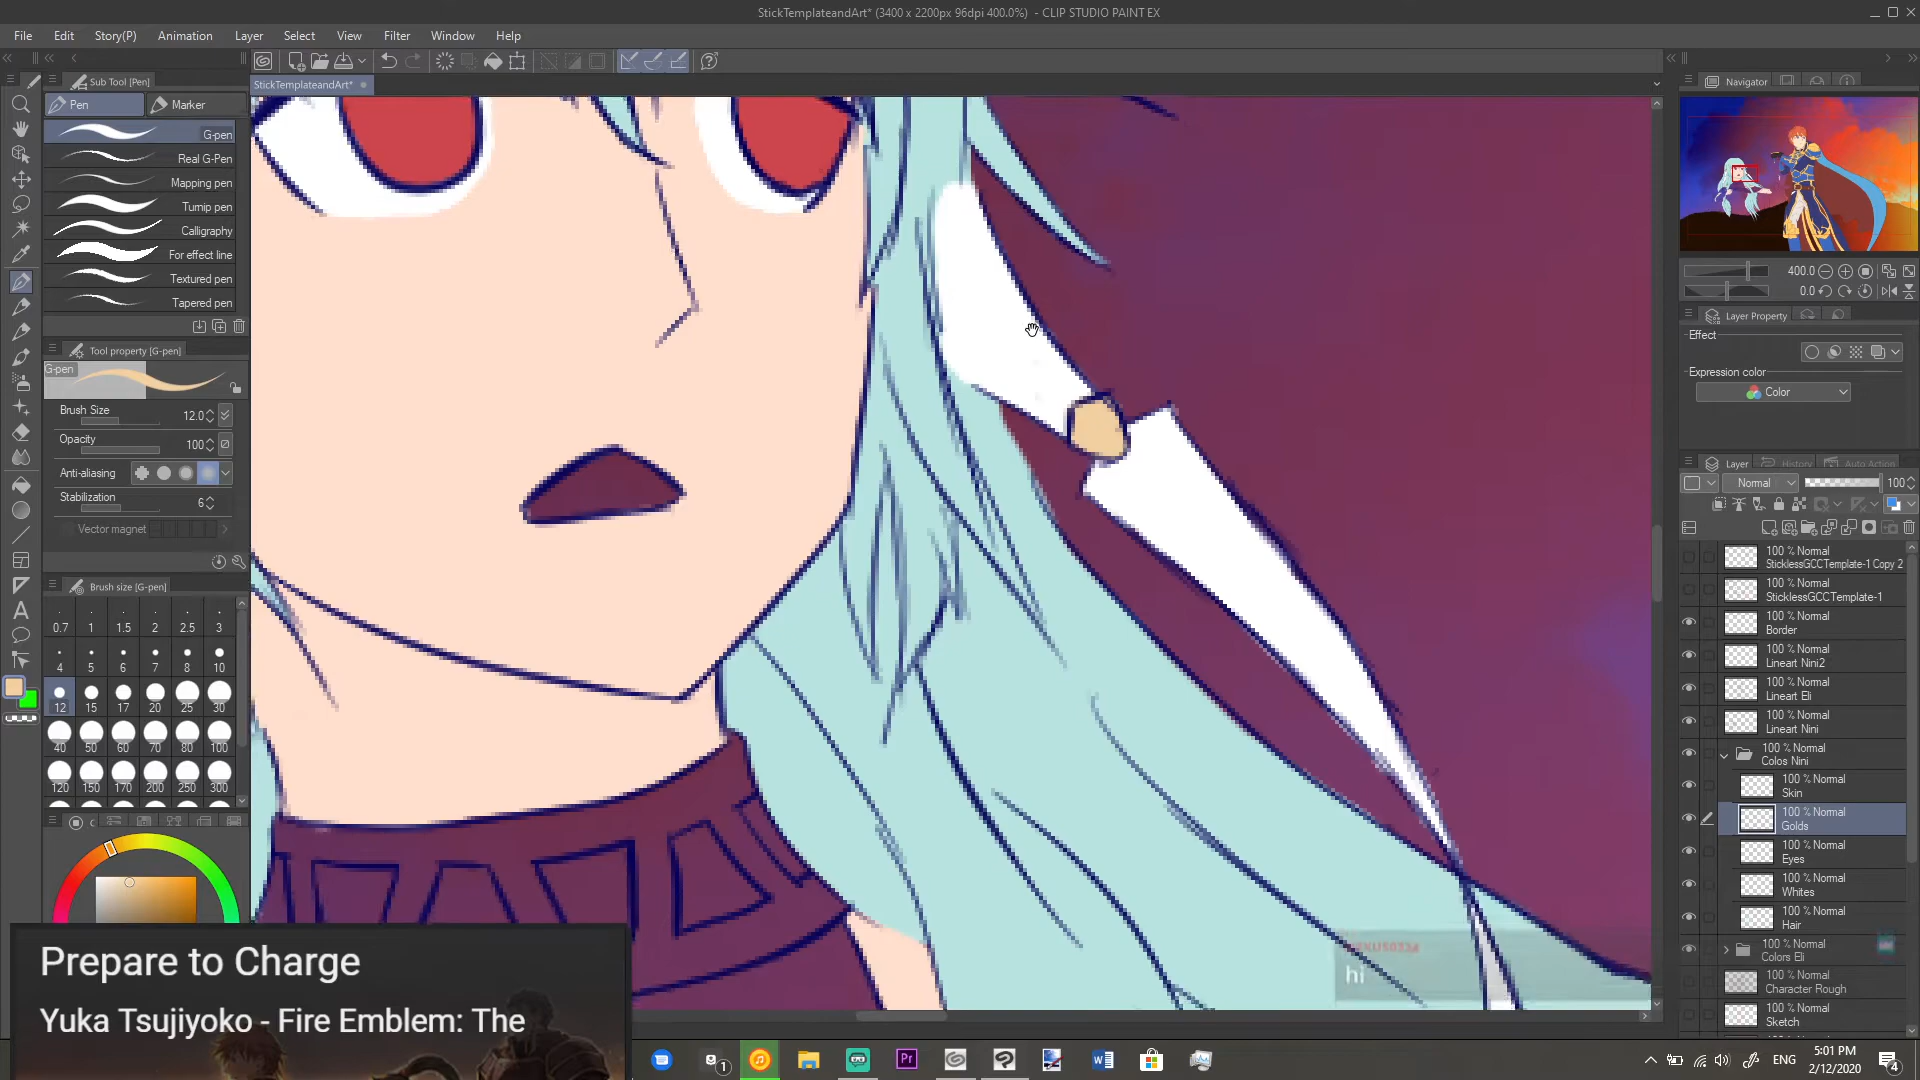 StickTemplateandArt* (3400 x 2200px 96dpi 400.0%) - CLIP STUDIO PAINT EX
File Edit Story(P) Animation Layer Select View Filter Window Help
Sub Tool [Pen]
StickTemplateandArt*
Navigator
Pen Marker
G-pen
Real G-Pen
Mapping pen
Turnip pen
Calligraphy
For effect line
Textured pen
Tapered pen
Tool property [G-pen]
G-pen
Brush Size 12.0
Opacity 100
Anti-aliasing
Stabilization 6
Vector magnet
Brush size [G-pen]
0.7 1 1.5 2 2.5 3
4 5 6 7 8 10
12 15 17 20 25 30
40 50 60 70 80 100
120 150 170 200 250 300
400.0
0.0
Layer Property
Effect
Expression color
Color
Layer History Auto Action
Normal 100
100 % Normal
SticklessGCCTemplate-1 Copy 2
100 % Normal
SticklessGCCTemplate-1
100 % Normal
Border
100 % Normal
Lineart Nini2
100 % Normal
Lineart Eli
100 % Normal
Lineart Nini
100 % Normal
Colos Nini
100 % Normal
Skin
100 % Normal
Golds
100 % Normal
Eyes
100 % Normal
Whites
100 % Normal
Hair
100 % Normal
Colors Eli
100 % Normal
Character Rough
100 % Normal
Sketch
hi
Prepare to Charge
Yuka Tsujiyoko - Fire Emblem: The
1
Pr
ENG
5:01 PM
2/12/2020
4